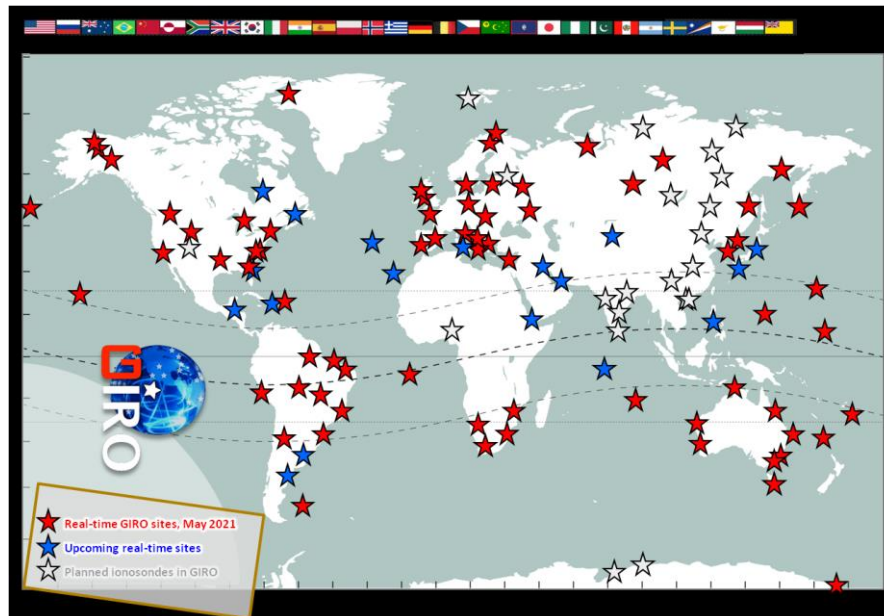 GIRO
Real-time GIRO sites, May 2021
Upcoming real-time sites
Planned ionosondes in GIRO